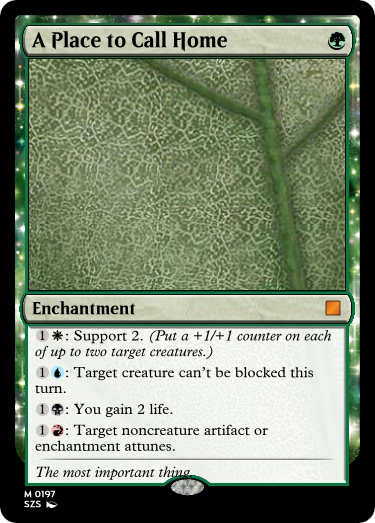 A Place to Call Home
Enchantment
1 : Support 2. (Put a +1/+1 counter on each
of up to two target creatures.)
1 : Target creature can't be blocked this
turn.
1 : You gain 2 life.
1 : Target noncreature artifact or
enchantment attunes.
The most important thing.
M 0197
SZS